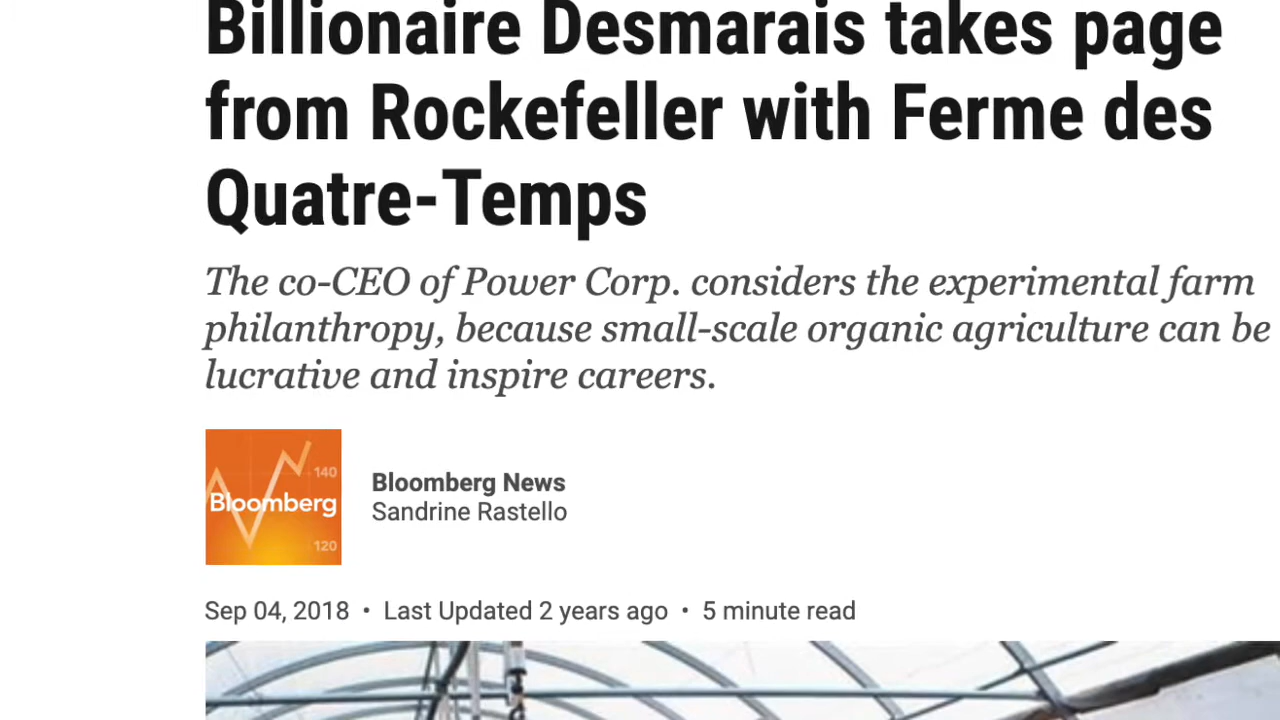 Billionaire Desmarais takes page
from Rockefeller with Ferme des
Quatre-Temps
The co-CEO of Power Corp. considers the experimental farm
philanthropy, because small-scale organic agriculture can be
lucrative and inspire careers.
140
Bloomberg
120
Bloomberg News
Sandrine Rastello
Sep 04, 2018 • Last Updated 2 years ago • 5 minute read